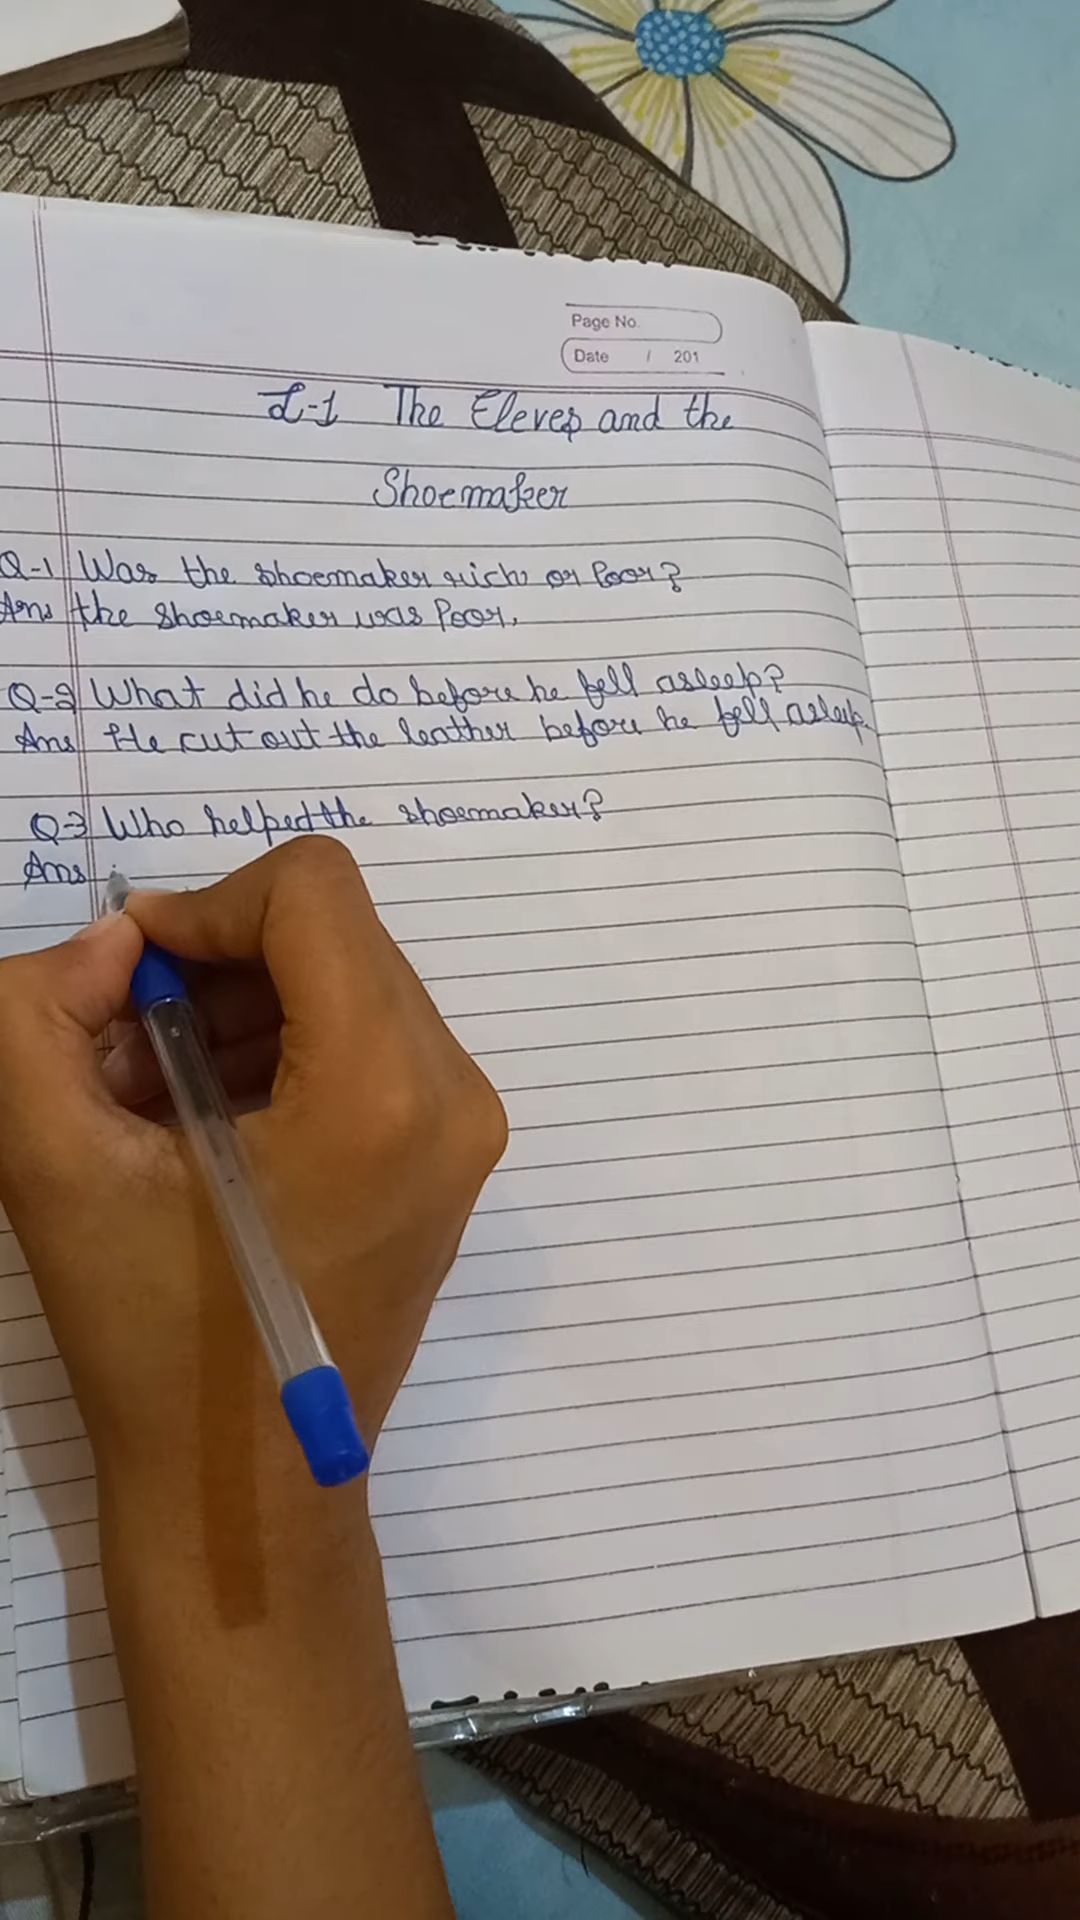 Page No.
Date / 201
L-1 The Eleves and the
Shoemaker
Q-1 Was the shoemaker rich or Poor?
Ans the Shoemaker was Poor.
Q-2 What did he do before he fell asleep?
Ans He cut out the leather before he fell asleep.
Q-3 Who helped the shoemaker?
Ans